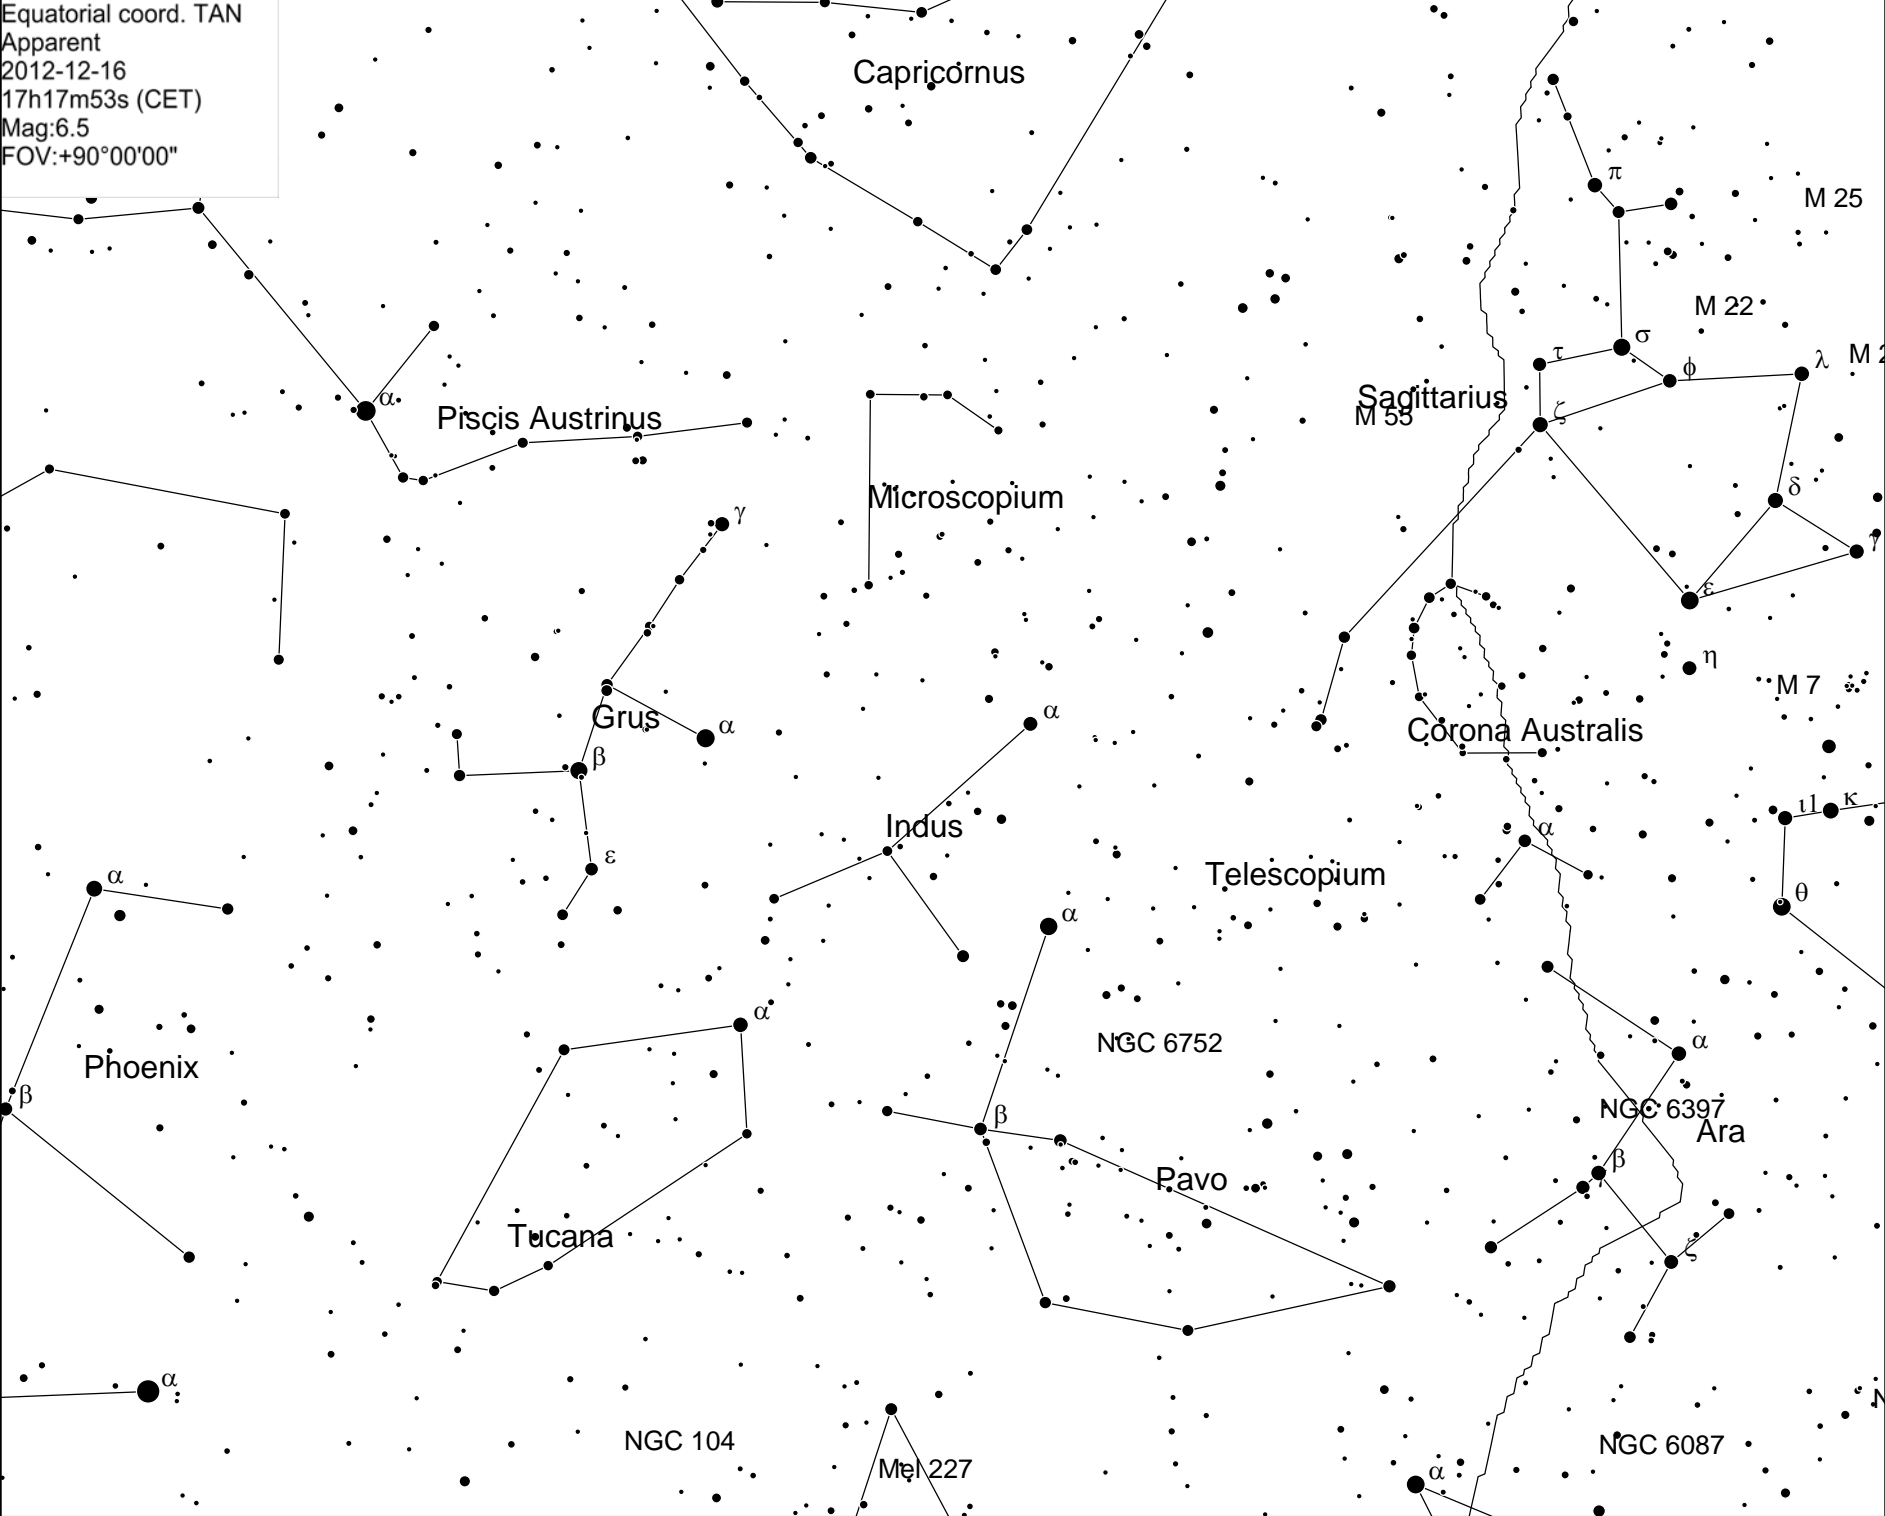 Equatorial coord. TAN
Apparent
2012-12-16
17h17m53s (CET)
Mag:6.5
FOV:+90°00'00"
Capricornus
π
M 25
M 22
σ
τ
ϕ
λ
M 2
α
Piscis Austrinus
Sagittarius
M 55
ζ
Microscopium
δ
γ
γ
ε
η
M 7
Grus
α
α
Corona Australis
β
ι1
κ
Indus
α
ε
Telescopium
α
θ
α
α
NGC 6752
α
Phoenix
β
NGC 6397
Ara
β
β
Pavo
Tucana
ζ
α
NGC 104
Mel 227
NGC 6087
N
α